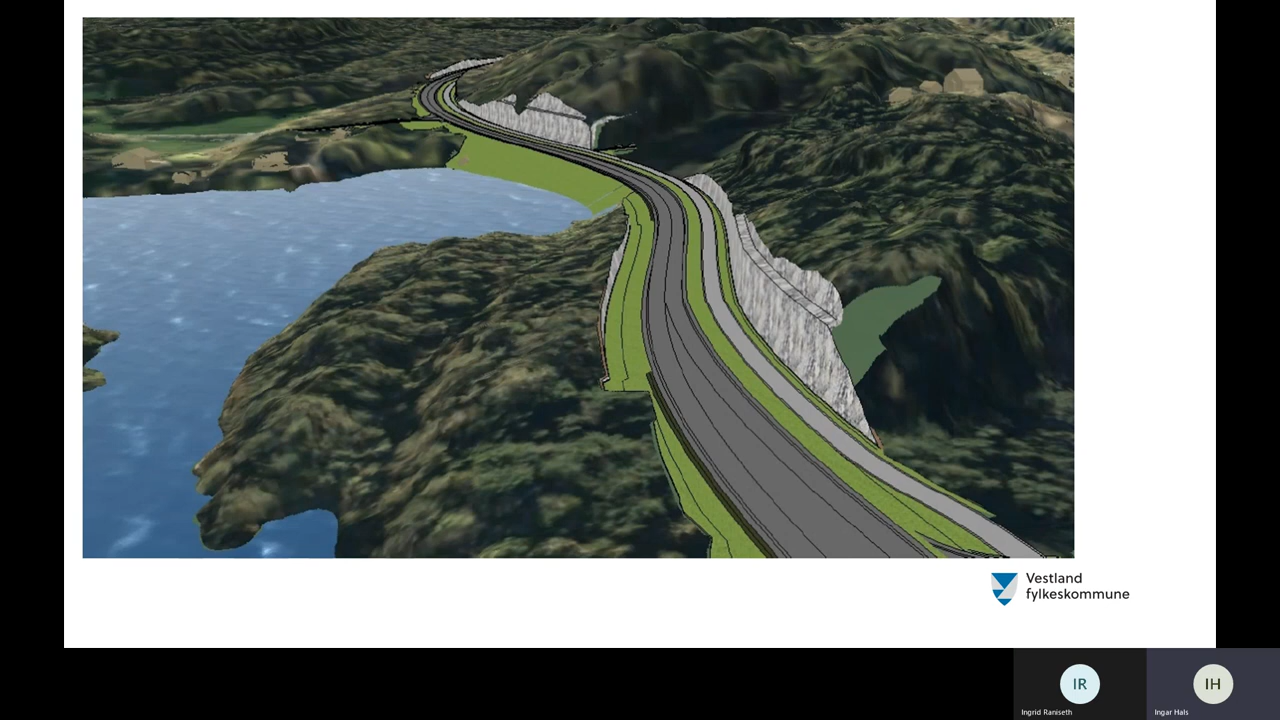 Vestland
fylkeskommune
IR
IH
Ingrid Raniseth
Ingar Hals